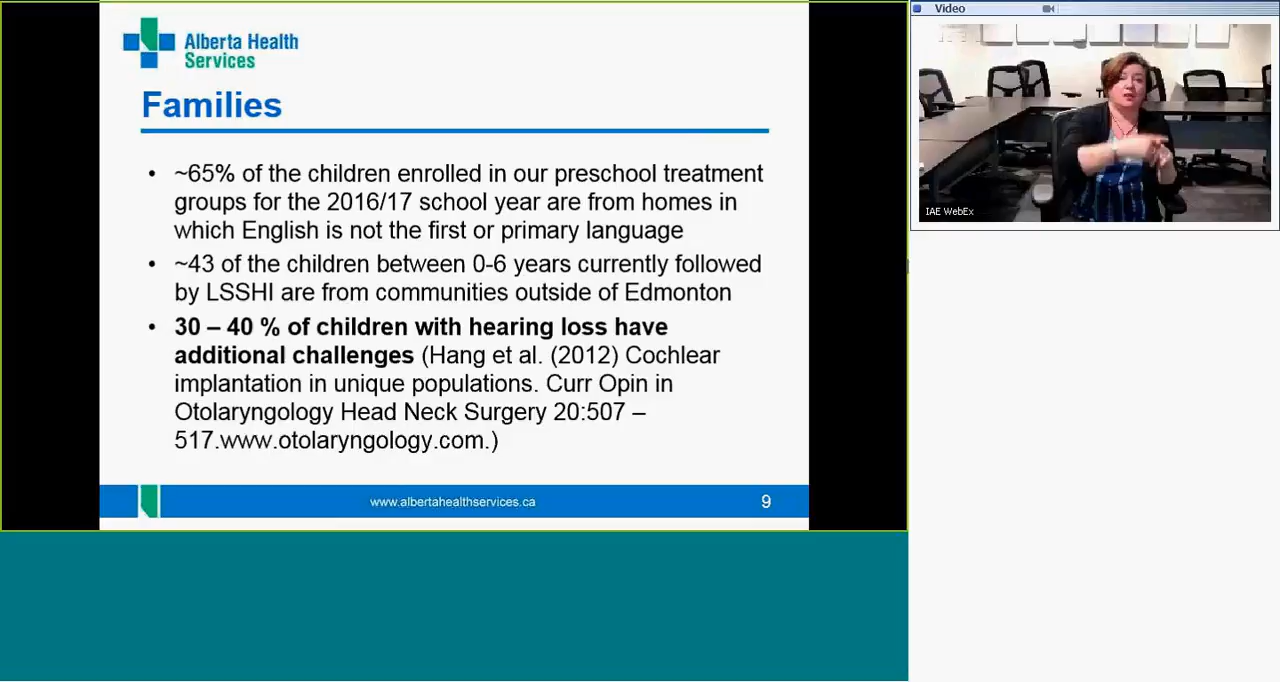 Alberta Health
Services
Families
• ~65% of the children enrolled in our preschool treatment
groups for the 2016/17 school year are from homes in
which English is not the first or primary language
• ~43 of the children between 0-6 years currently followed
by LSSHI are from communities outside of Edmonton
• 30 – 40 % of children with hearing loss have
additional challenges (Hang et al. (2012) Cochlear
implantation in unique populations. Curr Opin in
Otolaryngology Head Neck Surgery 20:507 –
517.www.otolaryngology.com.)
www.albertahealthservices.ca
9
Video
IAE WebEx